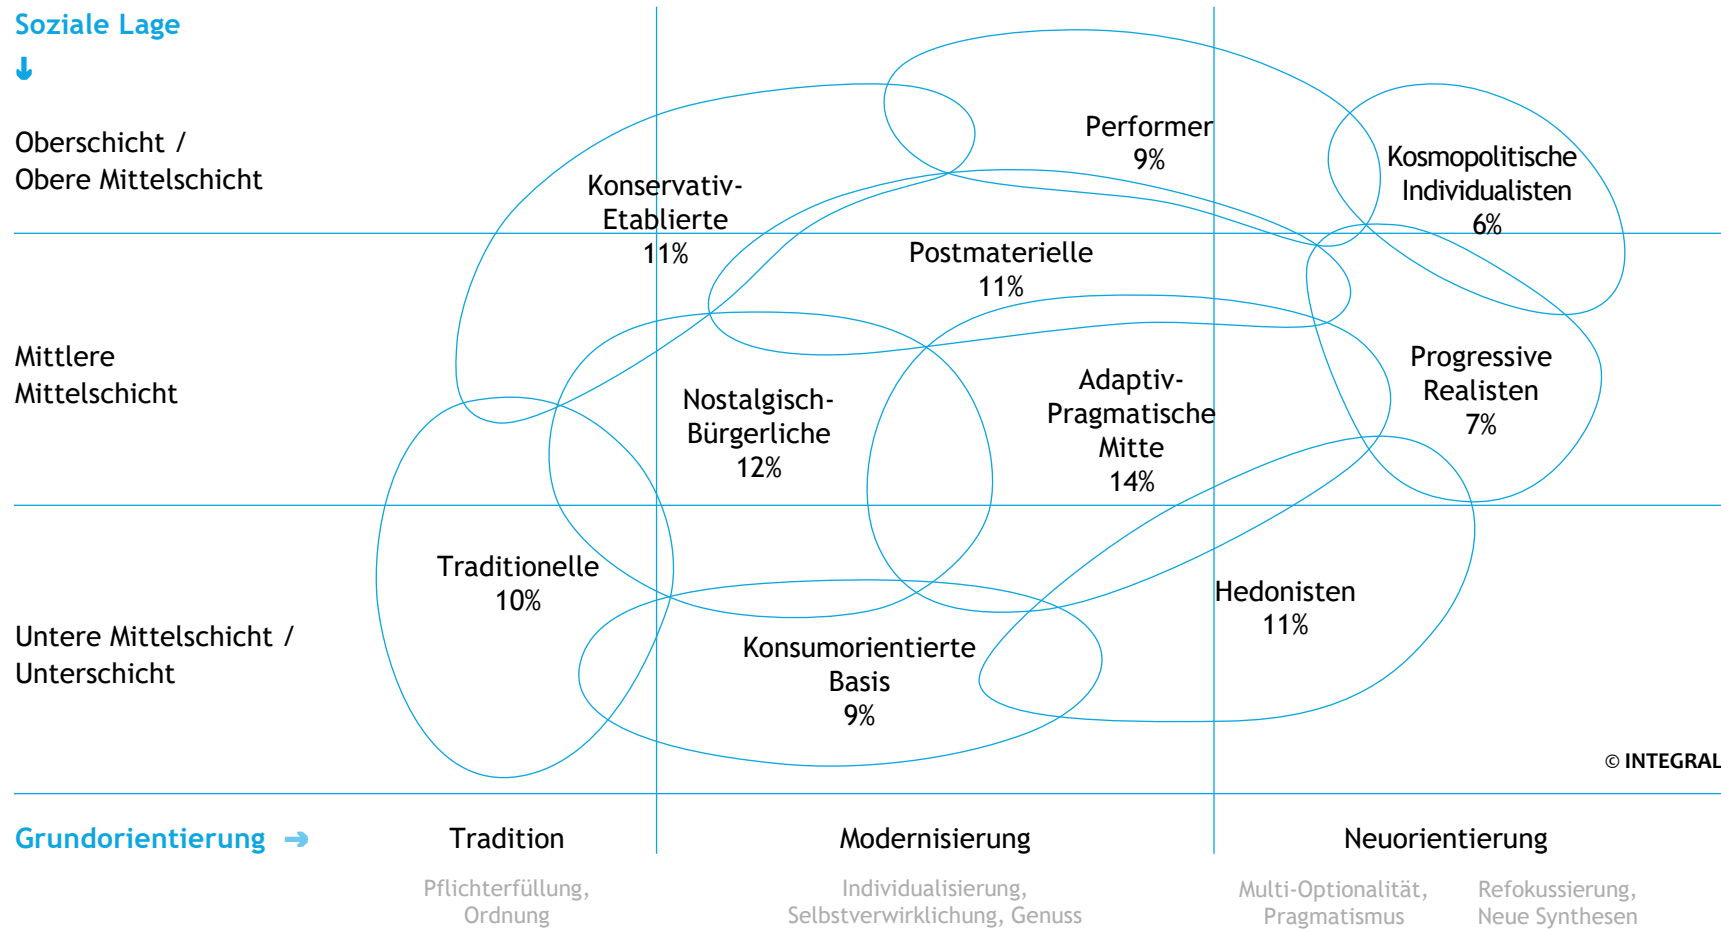 Soziale Lage
Oberschicht /
Obere Mittelschicht
Mittlere
Mittelschicht
Untere Mittelschicht /
Unterschicht
Konservativ-
Etablierte
11%
Performer
9%
Kosmopolitische
Individualisten
6%
Postmaterielle
11%
Nostalgisch-
Bürgerliche
12%
Adaptiv-
Pragmatische
Mitte
14%
Progressive
Realisten
7%
Traditionelle
10%
Konsumorientierte
Basis
9%
Hedonisten
11%
© INTEGRAL
Grundorientierung
Tradition
Modernisierung
Neuorientierung
Pflichterfüllung,
Ordnung
Individualisierung,
Selbstverwirklichung, Genuss
Multi-Optionalität,
Pragmatismus
Refokussierung,
Neue Synthesen